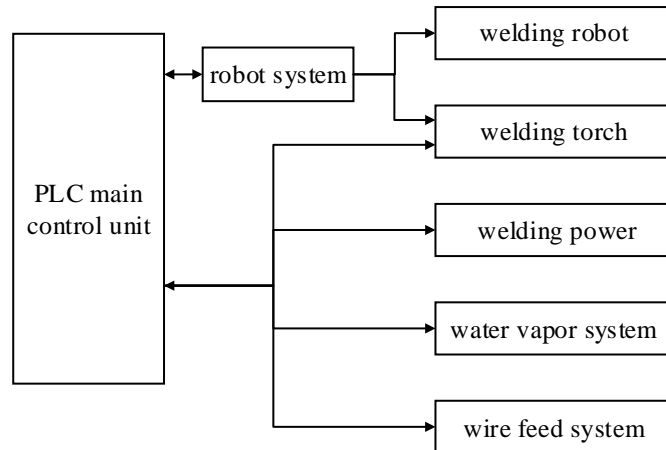 welding robot
robot system
welding torch
PLC main
control unit
welding power
water vapor system
wire feed system